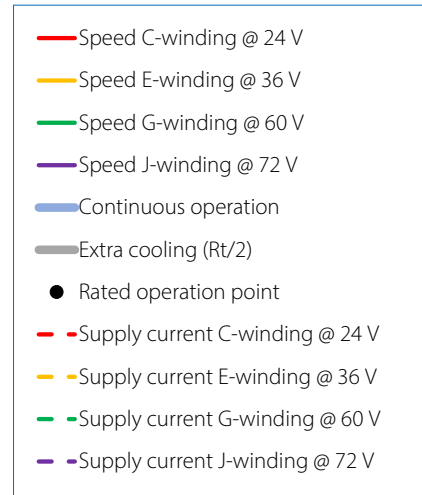 Speed C-winding @ 24 V
Speed E-winding @ 36 V
Speed G-winding @ 60 V
Speed J-winding @ 72 V
Continuous operation
Extra cooling (Rt/2)
Rated operation point
Supply current C-winding @ 24 V
Supply current E-winding @ 36 V
Supply current G-winding @ 60 V
Supply current J-winding @ 72 V